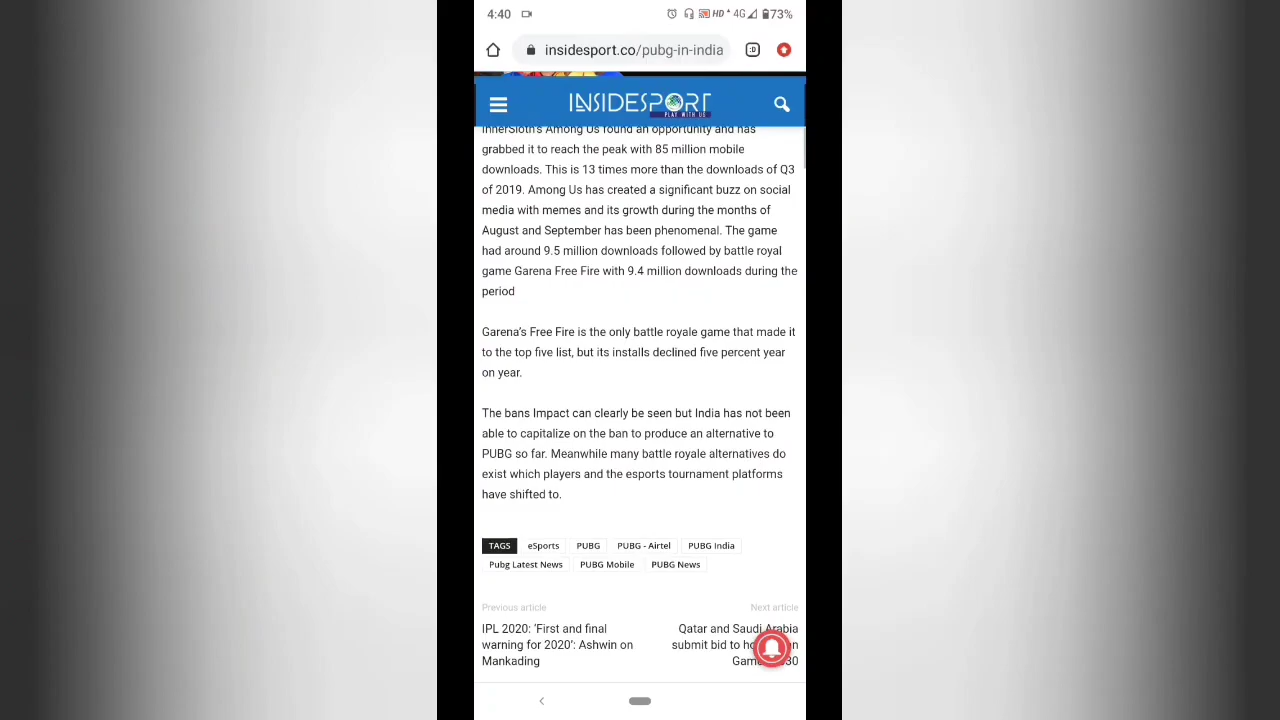 4:40 HD 4G 73%
insidesport.co/pubg-in-india :D
INSIDESPORT
PLAY WITH US
InnerSloth's Among Us found an opportunity and has
grabbed it to reach the peak with 85 million mobile
downloads. This is 13 times more than the downloads of Q3
of 2019. Among Us has created a significant buzz on social
media with memes and its growth during the months of
August and September has been phenomenal. The game
had around 9.5 million downloads followed by battle royal
game Garena Free Fire with 9.4 million downloads during the
period
Garena's Free Fire is the only battle royale game that made it
to the top five list, but its installs declined five percent year
on year.
The bans Impact can clearly be seen but India has not been
able to capitalize on the ban to produce an alternative to
PUBG so far. Meanwhile many battle royale alternatives do
exist which players and the esports tournament platforms
have shifted to.
TAGS eSports PUBG PUBG - Airtel PUBG India
Pubg Latest News PUBG Mobile PUBG News
Previous article
IPL 2020: ‘First and final
warning for 2020’: Ashwin on
Mankading
Next article
Qatar and Saudi Arabia
submit bid to